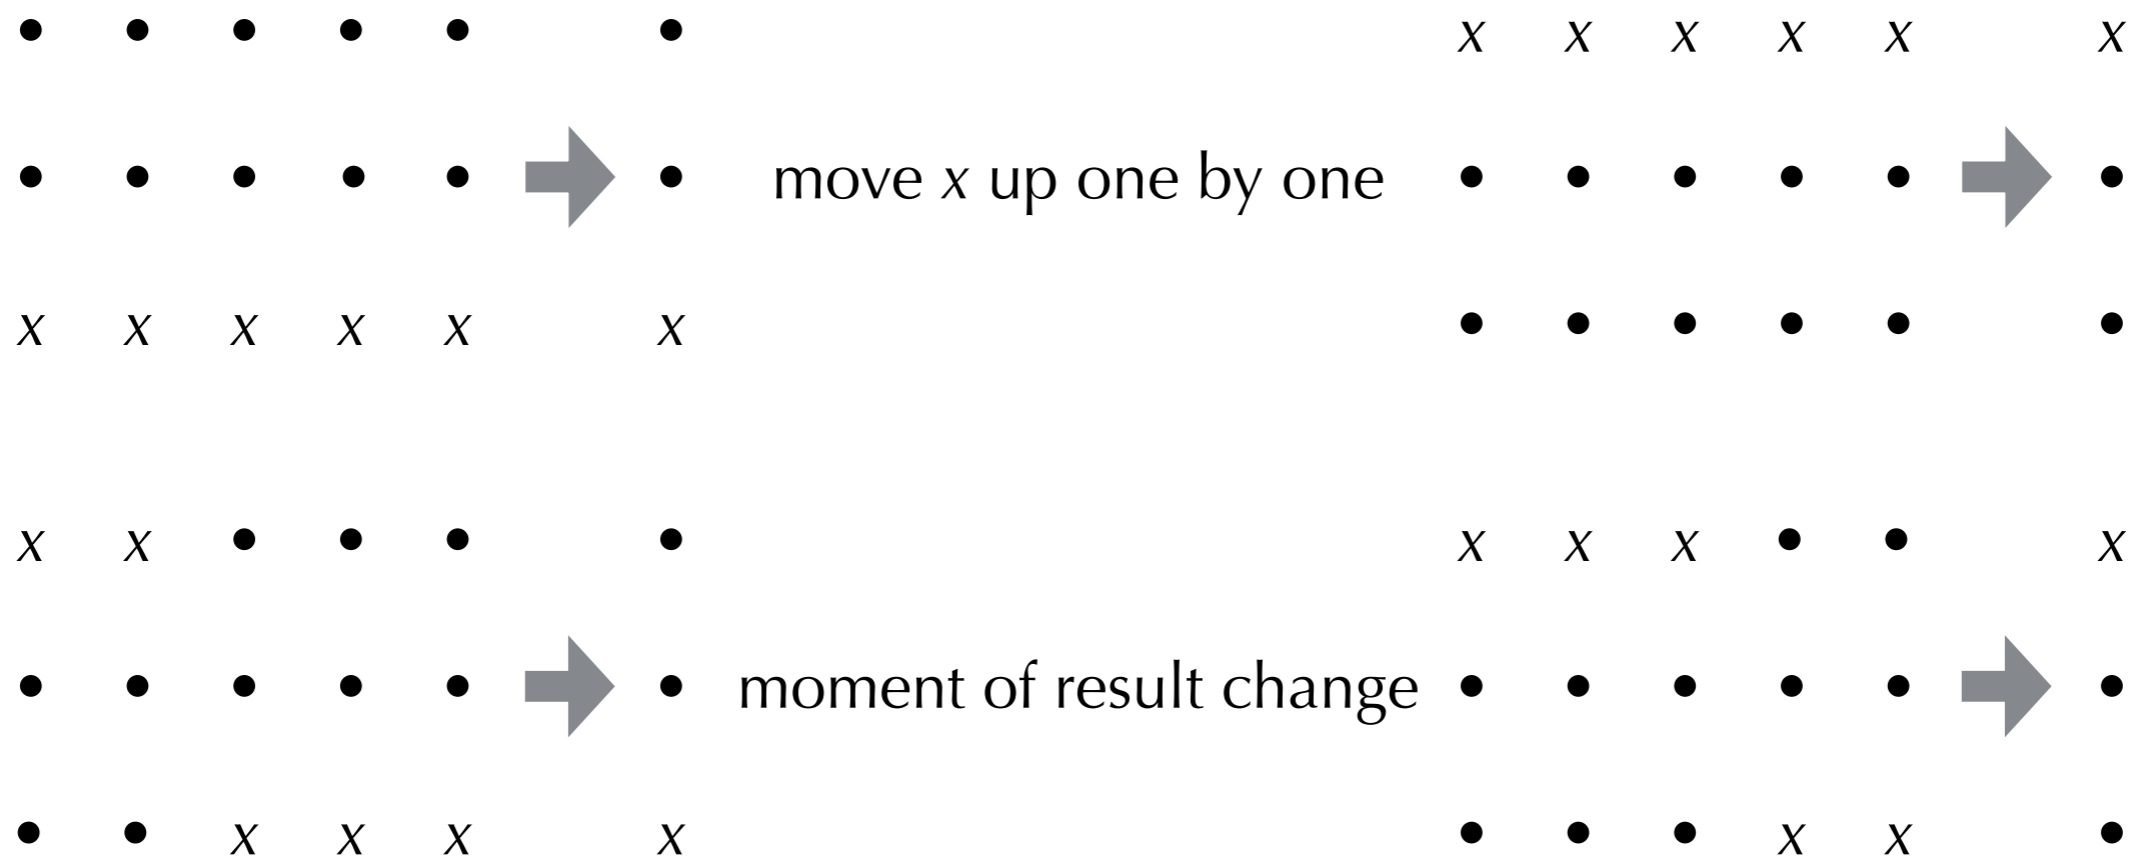 • • • • • • x x x x x x
• • • • • • move x up one by one • • • • • •
x x x x x x • • • • • •
x x • • • • x x x • • x
• • • • • • moment of result change • • • • • •
• • x x x x • • • x x •